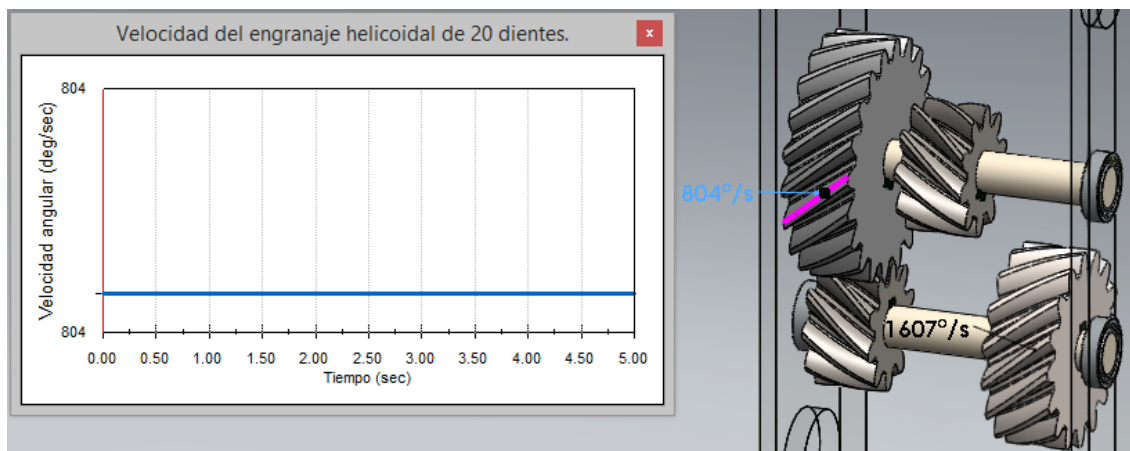 Velocidad del engranaje helicoidal de 20 dientes.
x
Velocidad angular (deg/sec)
804
804
0.00 0.50 1.00 1.50 2.00 2.50 3.00 3.50 4.00 4.50 5.00
Tiempo (sec)
804°/s
1607°/s